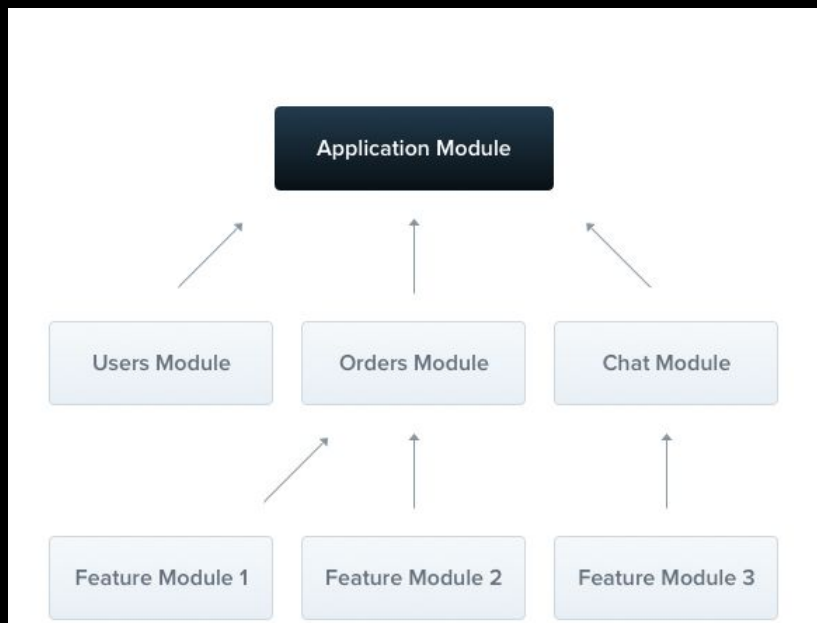 Application Module
Users Module
Orders Module
Chat Module
Feature Module 1
Feature Module 2
Feature Module 3